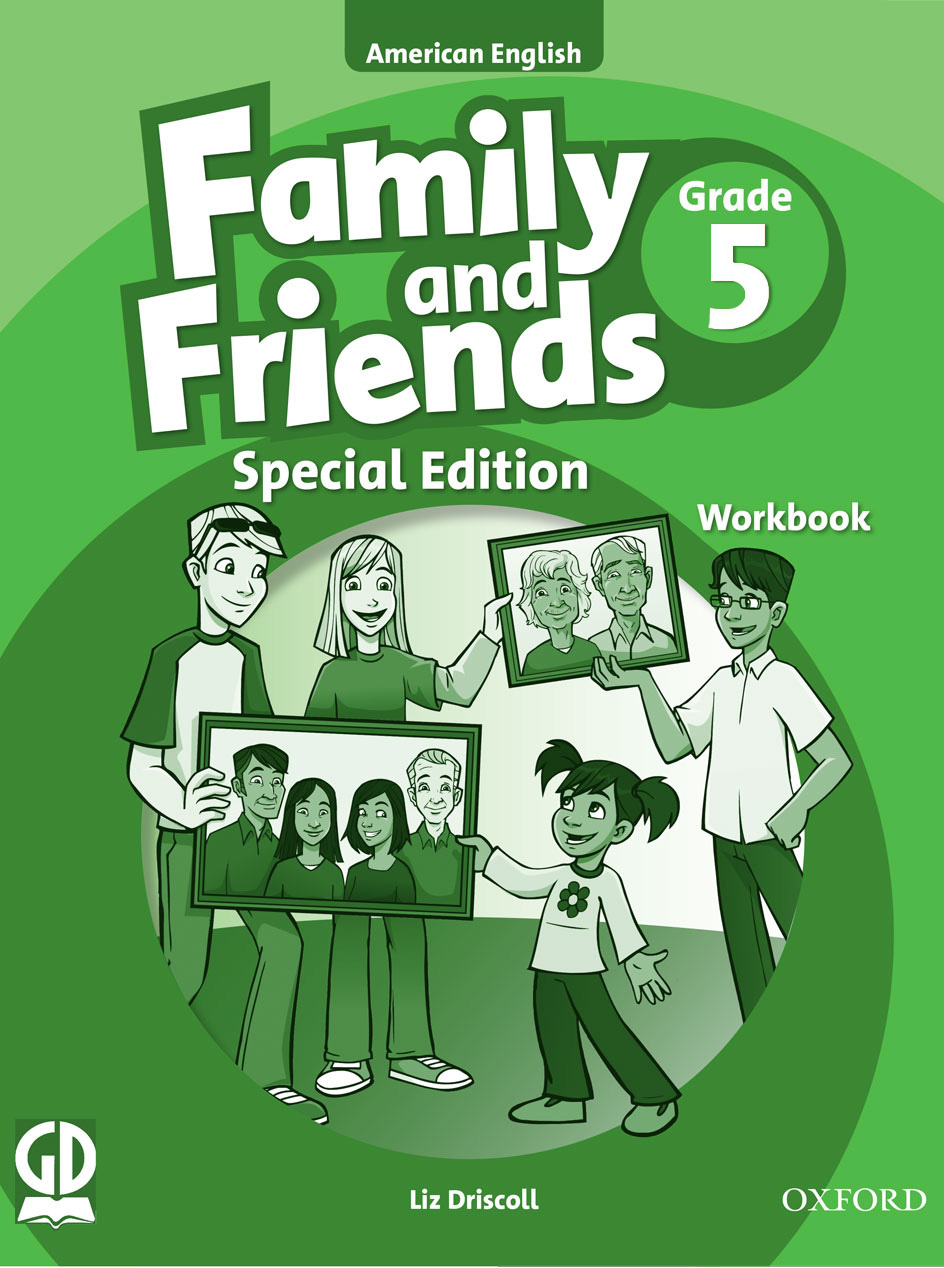 American English
Family
and
Friends
Grade
5
Special Edition
Workbook
GD
Liz Driscoll
OXFORD